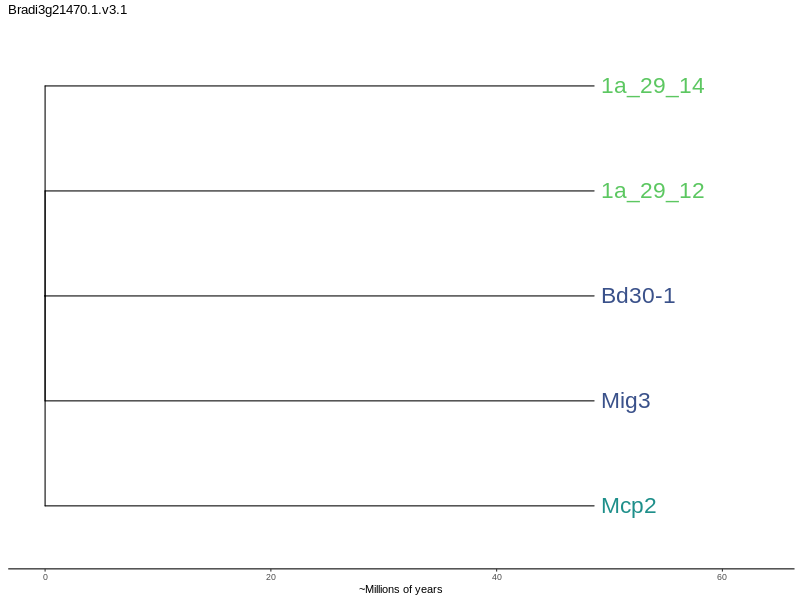 Bradi3g21470.1.v3.1
1a_29_14
1a_29_12
Bd30-1
Mig3
Mcp2
0 20 40 60
~Millions of years